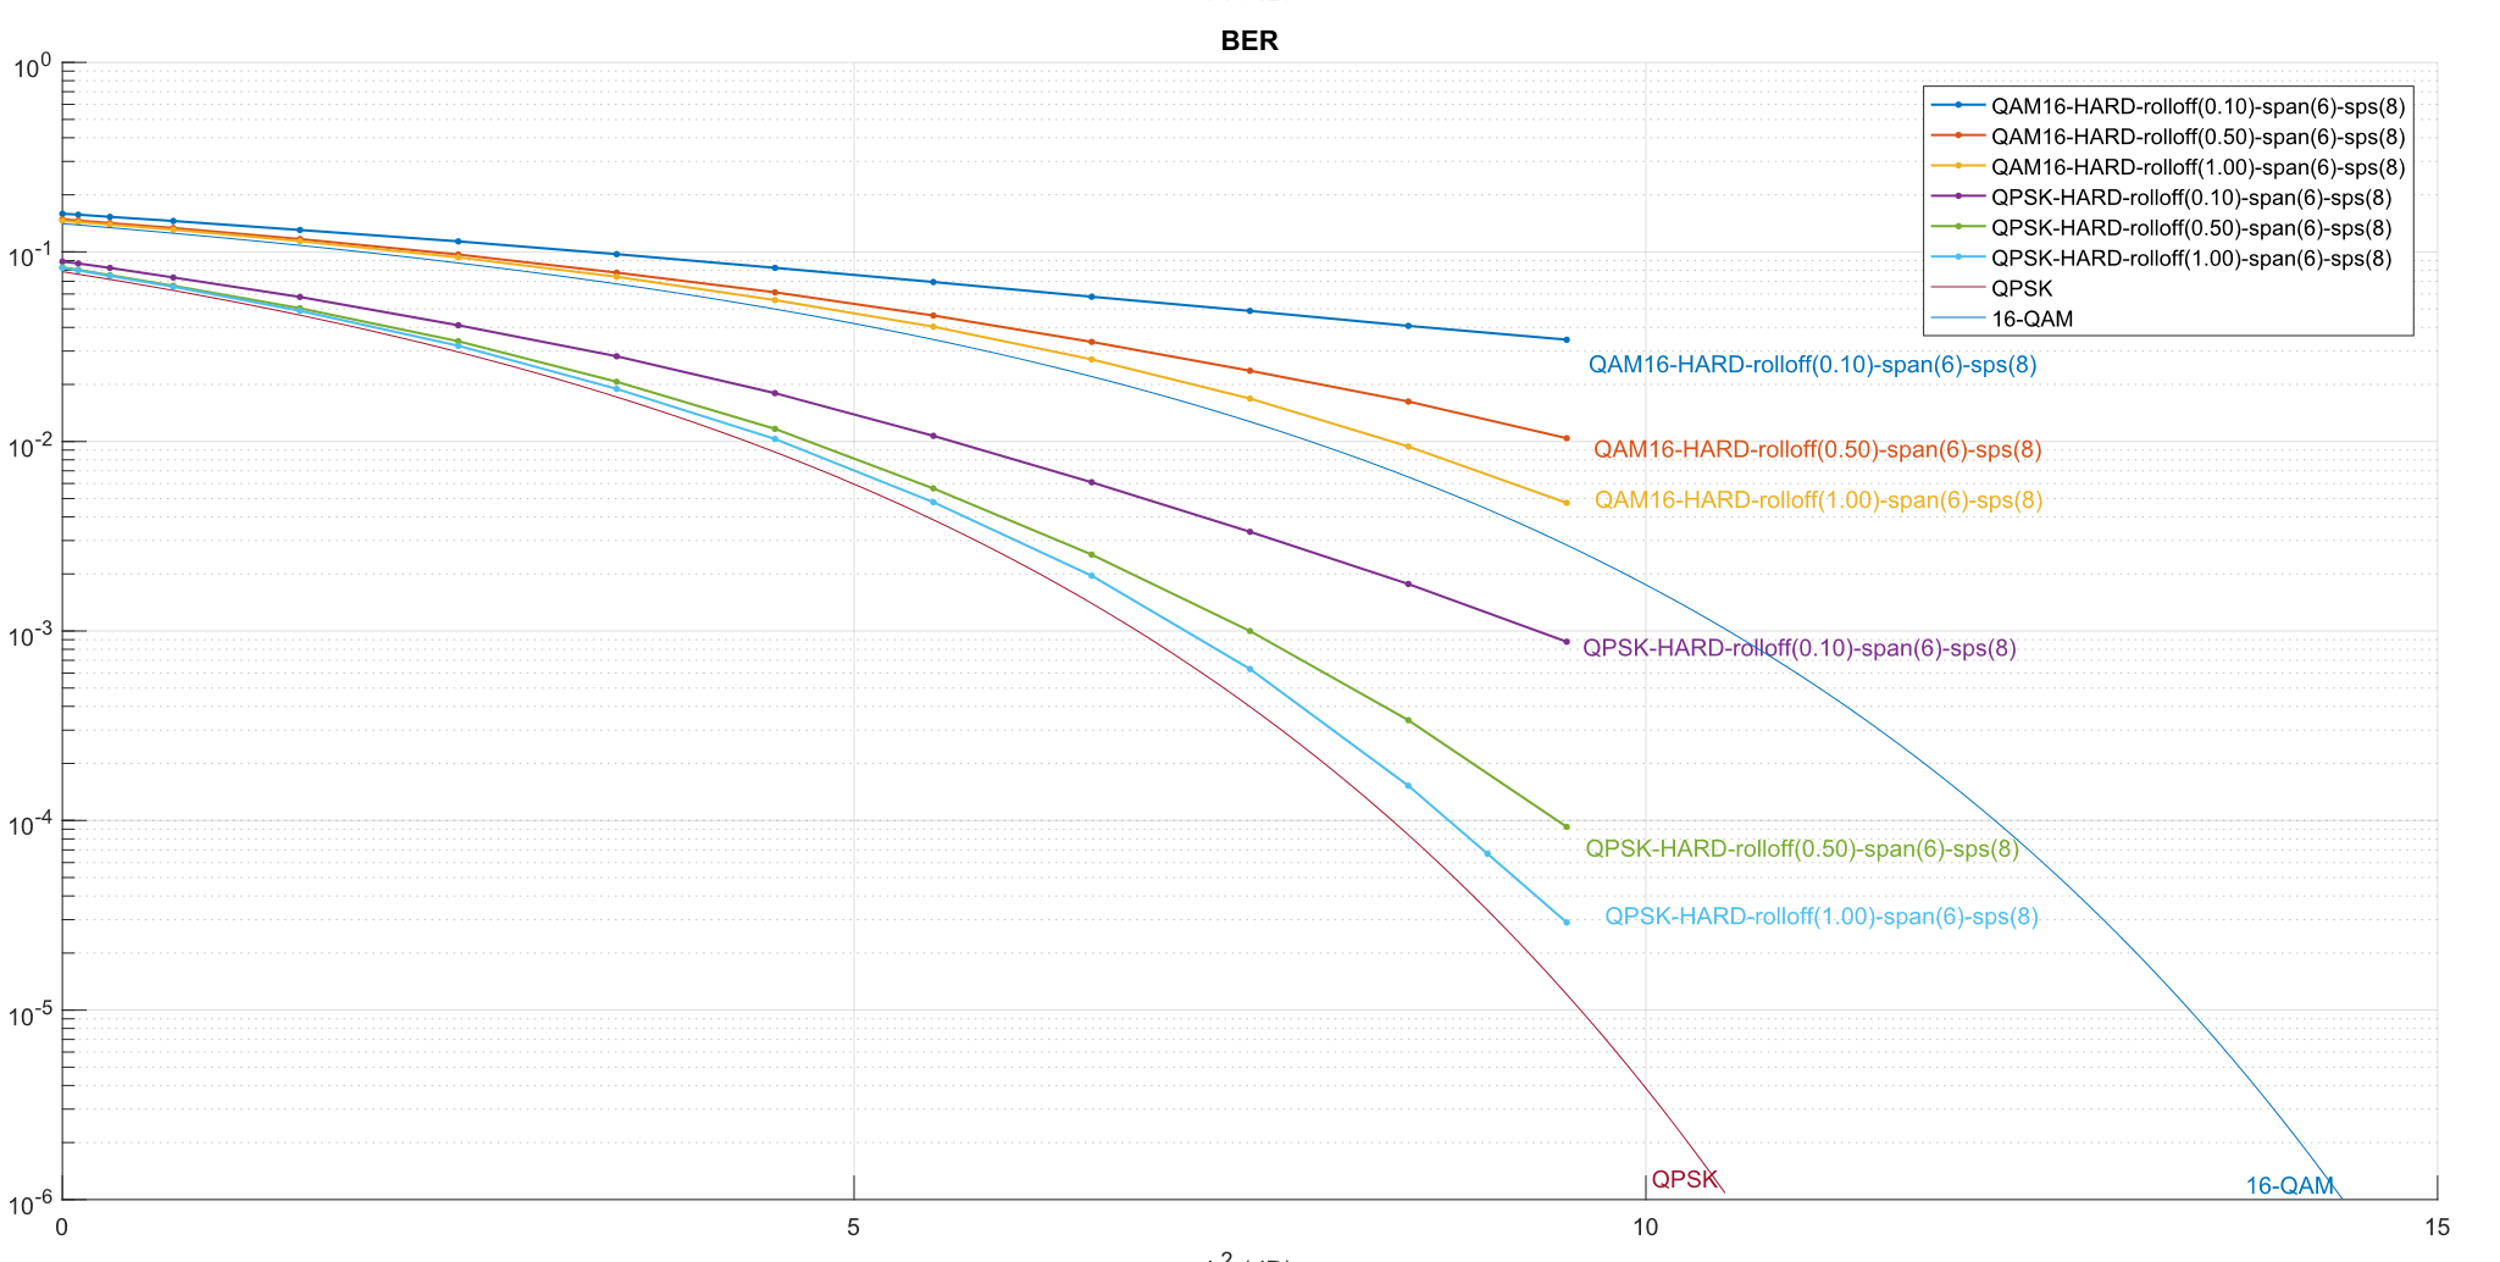 BER
10^0
10^-1
10^-2
10^-3
10^-4
10^-5
10^-6
QAM16-HARD-rolloff(0.10)-span(6)-sps(8)
QAM16-HARD-rolloff(0.50)-span(6)-sps(8)
QAM16-HARD-rolloff(1.00)-span(6)-sps(8)
QPSK-HARD-rolloff(0.10)-span(6)-sps(8)
QPSK-HARD-rolloff(0.50)-span(6)-sps(8)
QPSK-HARD-rolloff(1.00)-span(6)-sps(8)
QPSK
16-QAM
QAM16-HARD-rolloff(0.10)-span(6)-sps(8)
QAM16-HARD-rolloff(0.50)-span(6)-sps(8)
QAM16-HARD-rolloff(1.00)-span(6)-sps(8)
QPSK-HARD-rolloff(0.10)-span(6)-sps(8)
QPSK-HARD-rolloff(0.50)-span(6)-sps(8)
QPSK-HARD-rolloff(1.00)-span(6)-sps(8)
QPSK
16-QAM
0 5 10 15